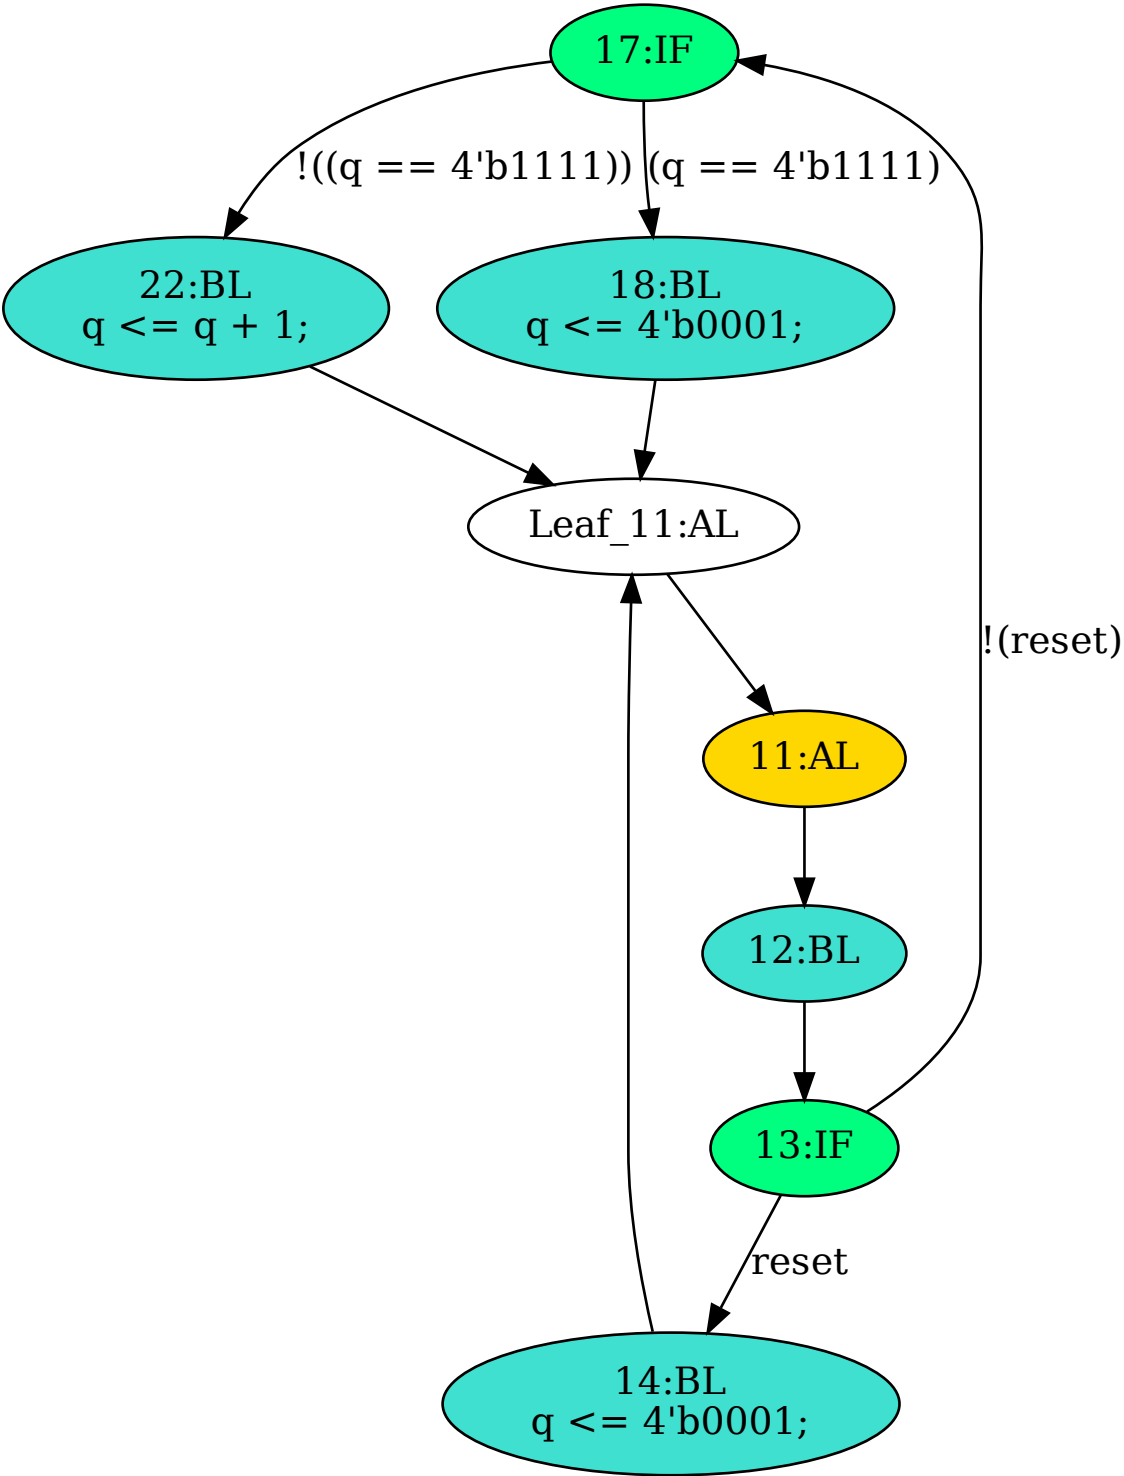 17:IF
!((q == 4'b1111))
(q == 4'b1111)
22:BL
q <= q + 1;
18:BL
q <= 4'b0001;
Leaf_11:AL
!(reset)
11:AL
12:BL
13:IF
reset
14:BL
q <= 4'b0001;